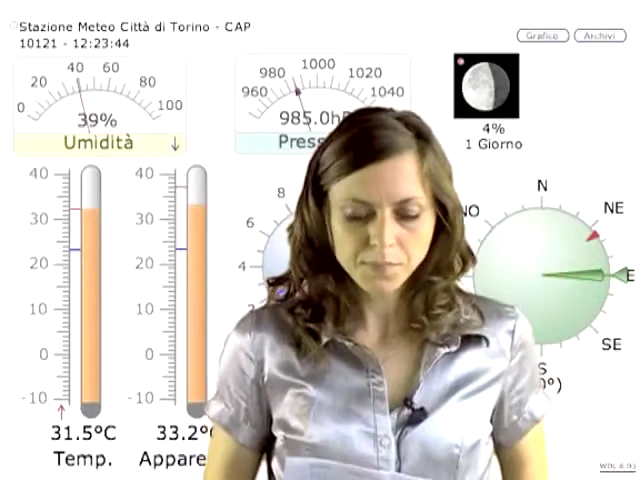 Stazione Meteo Città di Torino - CAP
10121 - 12:23:44
Grafico
Archivi
0 20 40 60 80 100
39%
Umidità
960 980 1000 1020 1040
985.0h
Press
4%
1 Giorno
40
30
20
10
0
-10
31.5°C
Temp.
40
30
20
10
0
-10
33.2°
Appare
8
6
4
N
NE
E
SE
S
0°)
NO
WDL 6.03